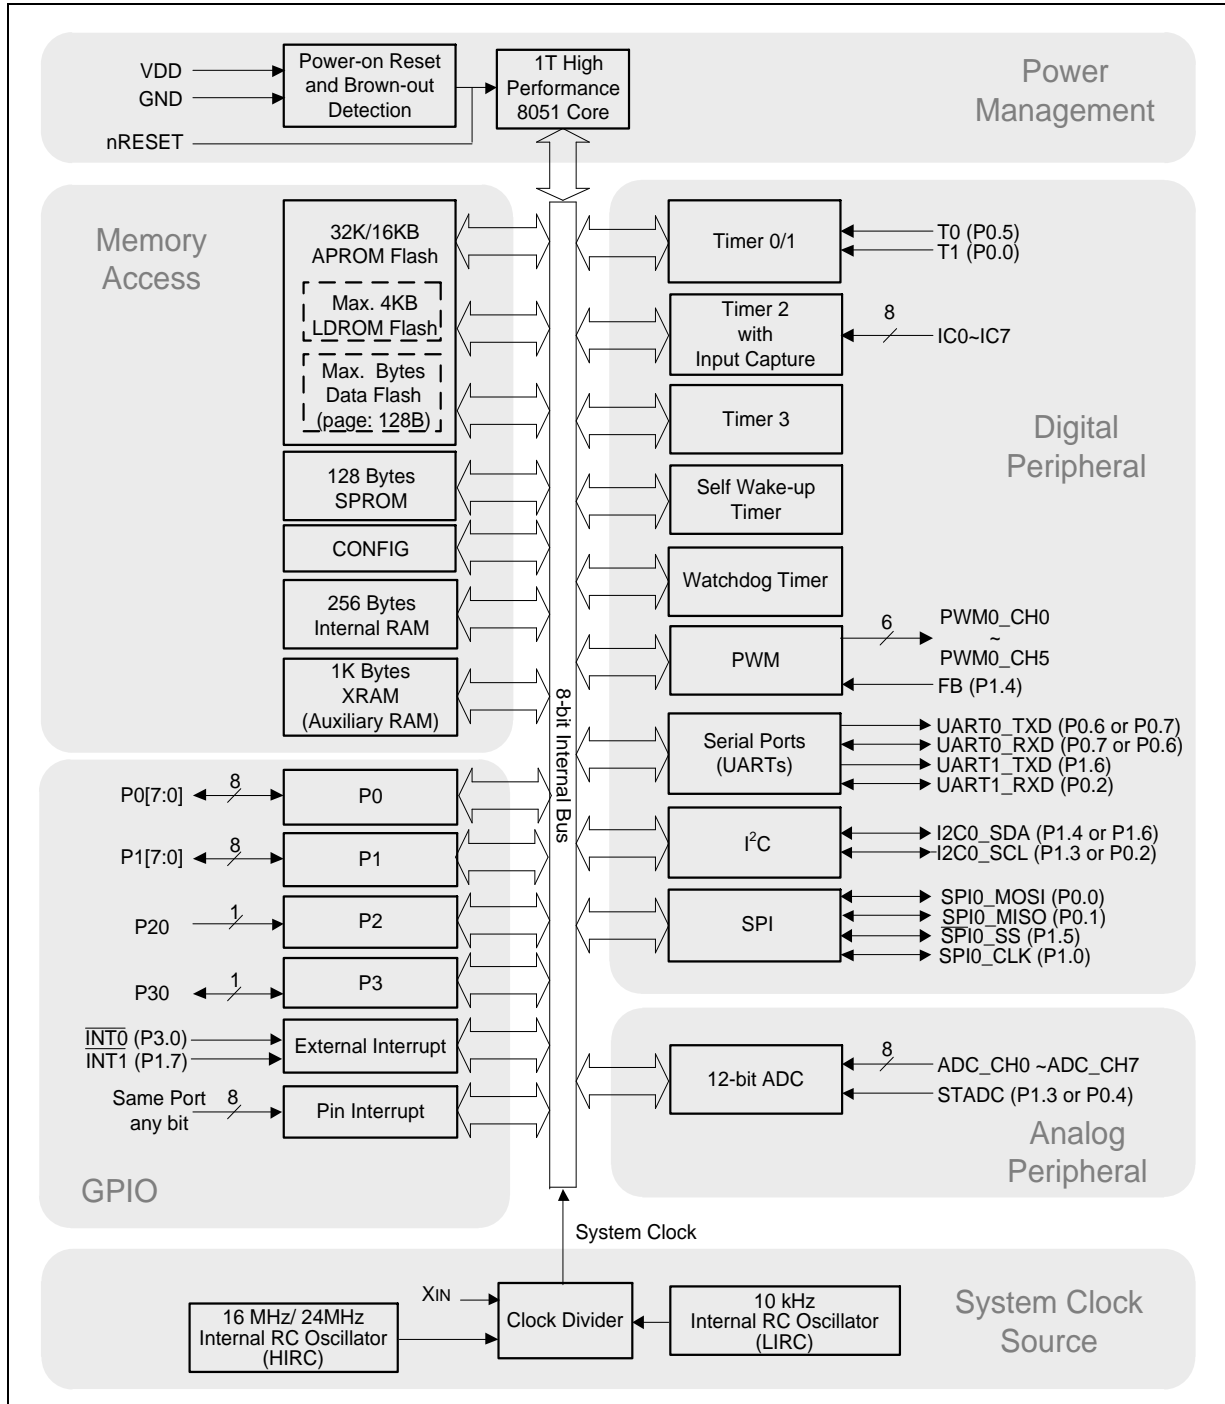 VDD
GND
nRESET
Power-on Reset
and Brown-out
Detection
1T High
Performance
8051 Core
Power
Management
Memory
Access
32K/16KB
APROM Flash
Max. 4KB
LDROM Flash
Max. Bytes
Data Flash
(page: 128B)
128 Bytes
SPROM
CONFIG
256 Bytes
Internal RAM
1K Bytes
XRAM
(Auxiliary RAM)
P0[7:0]
8
P0
P1[7:0]
8
P1
P20
1
P2
P30
1
P3
INT0 (P3.0)
INT1 (P1.7)
External Interrupt
Same Port
any bit
8
Pin Interrupt
GPIO
8-bit Internal Bus
Timer 0/1
T0 (P0.5)
T1 (P0.0)
Timer 2
with
Input Capture
8
IC0~IC7
Timer 3
Digital
Peripheral
Self Wake-up
Timer
Watchdog Timer
PWM
6
PWM0_CH0
~
PWM0_CH5
FB (P1.4)
Serial Ports
(UARTs)
UART0_TXD (P0.6 or P0.7)
UART0_RXD (P0.7 or P0.6)
UART1_TXD (P1.6)
UART1_RXD (P0.2)
I²C
I2C0_SDA (P1.4 or P1.6)
I2C0_SCL (P1.3 or P0.2)
SPI
SPI0_MOSI (P0.0)
SPI0_MISO (P0.1)
SPI0_SS (P1.5)
SPI0_CLK (P1.0)
12-bit ADC
8
ADC_CH0 ~ADC_CH7
STADC (P1.3 or P0.4)
Analog
Peripheral
System Clock
XIN
16 MHz/ 24MHz
Internal RC Oscillator
(HIRC)
Clock Divider
10 kHz
Internal RC Oscillator
(LIRC)
System Clock
Source